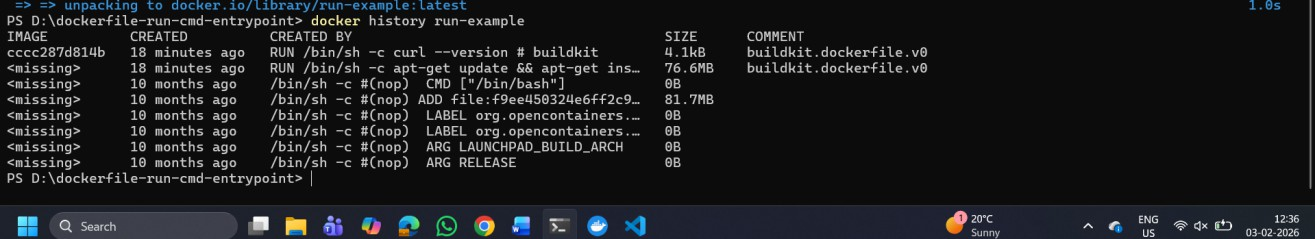 => => unpacking to docker.io/library/run-example:latest 1.0s
PS D:\dockerfile-run-cmd-entrypoint> docker history run-example
IMAGE CREATED CREATED BY SIZE COMMENT
cccc287d814b 18 minutes ago RUN /bin/sh -c curl --version # buildkit 4.1kB buildkit.dockerfile.v0
<missing> 18 minutes ago RUN /bin/sh -c apt-get update && apt-get ins… 76.6MB buildkit.dockerfile.v0
<missing> 10 months ago /bin/sh -c #(nop) CMD ["/bin/bash"] 0B
<missing> 10 months ago /bin/sh -c #(nop) ADD file:f9ee450324e6ff2c9… 81.7MB
<missing> 10 months ago /bin/sh -c #(nop) LABEL org.opencontainers.… 0B
<missing> 10 months ago /bin/sh -c #(nop) LABEL org.opencontainers.… 0B
<missing> 10 months ago /bin/sh -c #(nop) ARG LAUNCHPAD_BUILD_ARCH 0B
<missing> 10 months ago /bin/sh -c #(nop) ARG RELEASE 0B
PS D:\dockerfile-run-cmd-entrypoint>
Search
1
20°C
Sunny
ENG
US
12:36
03-02-2026